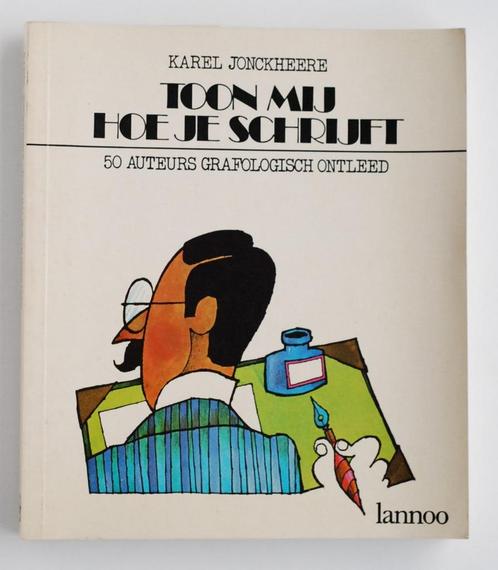 KAREL JONCKHEERE
TOON MIJ
HOE JE SCHRIJFT
50 AUTEURS GRAFOLOGISCH ONTLEED
lannoo